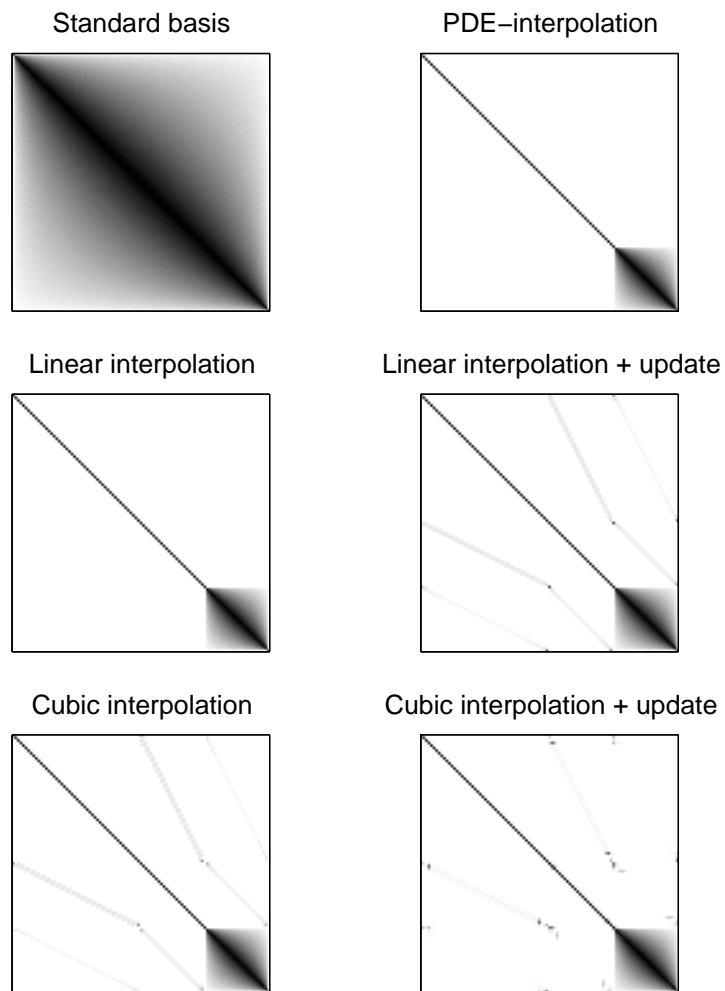 Standard basis
PDE−interpolation
Linear interpolation
Linear interpolation + update
Cubic interpolation
Cubic interpolation + update